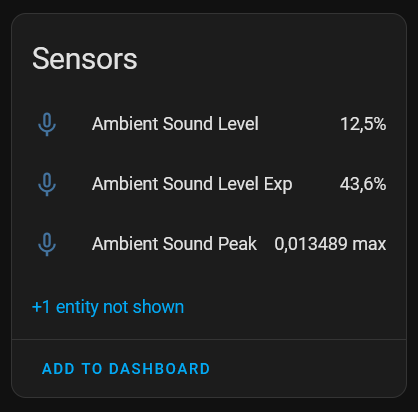 Sensors
Ambient Sound Level 12,5%
Ambient Sound Level Exp 43,6%
Ambient Sound Peak 0,013489 max
+1 entity not shown
ADD TO DASHBOARD